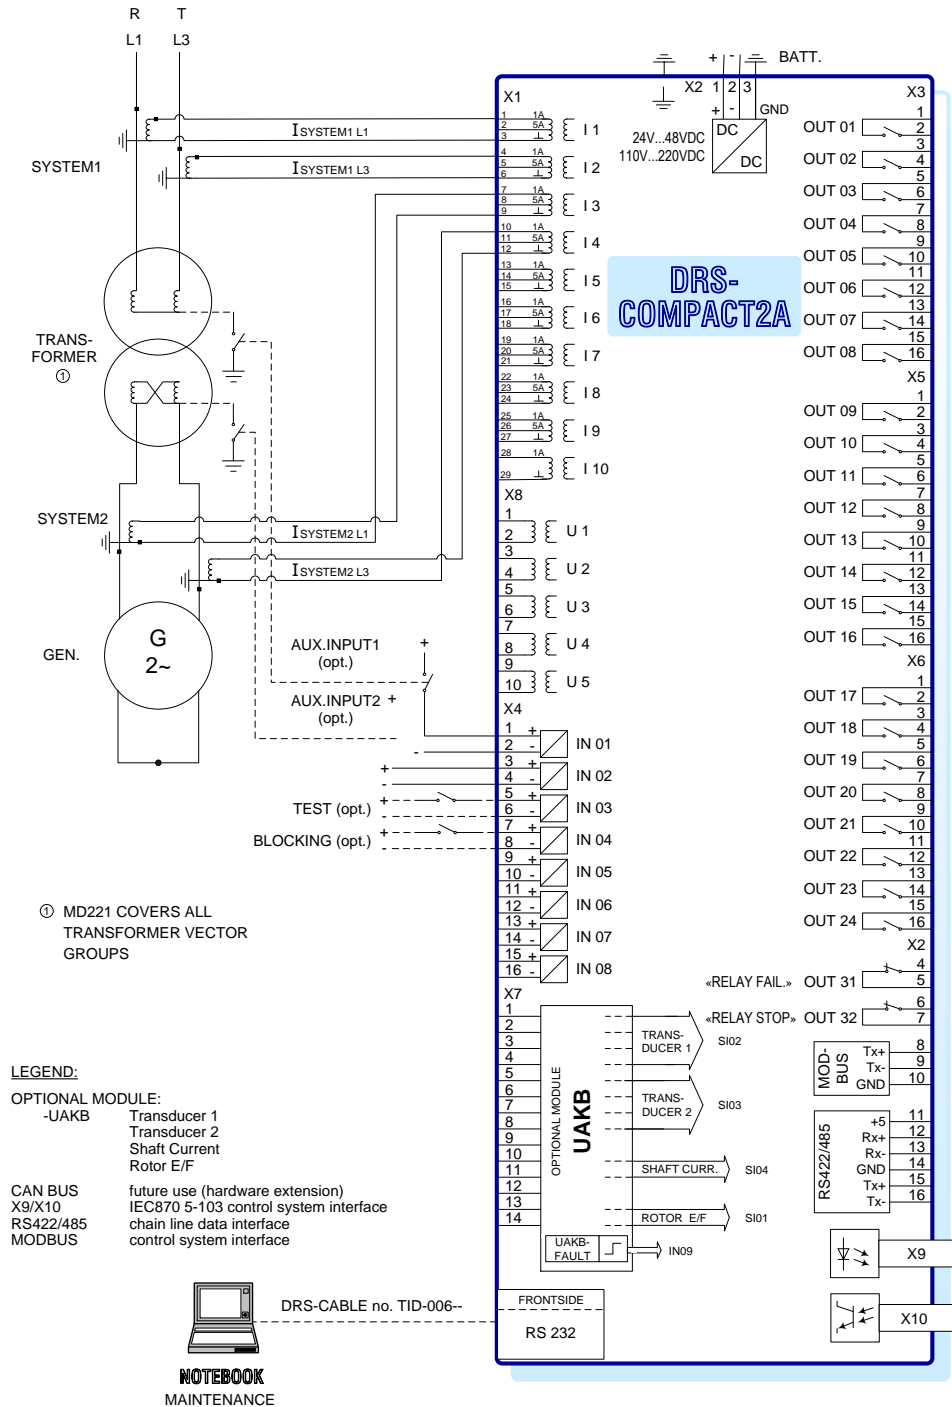 R T
L1 L3
SYSTEM1
I SYSTEM1 L1
I SYSTEM1 L3
TRANS-
FORMER
①
SYSTEM2
I SYSTEM2 L1
I SYSTEM2 L3
GEN.
G
2~
AUX.INPUT1
(opt.)
+
AUX.INPUT2 +
(opt.)
-
+
-
TEST (opt.)
+
-
BLOCKING (opt.)
+
-
① MD221 COVERS ALL
TRANSFORMER VECTOR
GROUPS
LEGEND:
OPTIONAL MODULE:
-UAKB Transducer 1
Transducer 2
Shaft Current
Rotor E/F
CAN BUS future use (hardware extension)
X9/X10 IEC870 5-103 control system interface
RS422/485 chain line data interface
MODBUS control system interface
DRS-CABLE no. TID-006--
NOTEBOOK
MAINTENANCE
+ - BATT.
X2 1 2 3
+ - GND
24V...48VDC
110V...220VDC
DC
DC
DRS-
COMPACT2A
X1
1 1A
2 5A I 1
3
4 1A
5 5A I 2
6
7 1A
8 5A I 3
9
10 1A
11 5A I 4
12
13 1A
14 5A I 5
15
16 1A
17 5A I 6
18
19 1A
20 5A I 7
21
22 1A
23 5A I 8
24
25 1A
26 5A I 9
27
28 1A
I 10
29
X8
1
2 U 1
3
4 U 2
5
6 U 3
7
8 U 4
9
10 U 5
X4
1 +
2 - IN 01
3 +
4 - IN 02
5 +
6 - IN 03
7 +
8 - IN 04
9 +
10 - IN 05
11 +
12 - IN 06
13 +
14 - IN 07
15 +
16 - IN 08
X7
1
2
3
4
5
6
7
8
9
10
11
12
13
14
OPTIONAL MODULE
UAKB
TRANS-
DUCER 1
SI02
TRANS-
DUCER 2
SI03
SHAFT CURR.
SI04
ROTOR E/F
SI01
UAKB-
FAULT
IN09
FRONTSIDE
RS 232
X3
1
OUT 01 2
3
OUT 02 4
5
OUT 03 6
7
OUT 04 8
9
OUT 05 10
11
OUT 06 12
13
OUT 07 14
15
OUT 08 16
X5
1
OUT 09 2
3
OUT 10 4
5
OUT 11 6
7
OUT 12 8
9
OUT 13 10
11
OUT 14 12
13
OUT 15 14
15
OUT 16 16
X6
1
OUT 17 2
3
OUT 18 4
5
OUT 19 6
7
OUT 20 8
9
OUT 21 10
11
OUT 22 12
13
OUT 23 14
15
OUT 24 16
X2
4
«RELAY FAIL.» OUT 31 5
6
«RELAY STOP» OUT 32 7
MOD-
BUS
Tx+ 8
Tx- 9
GND 10
RS422/485
+5 11
Rx+ 12
Rx- 13
GND 14
Tx+ 15
Tx- 16
X9
X10